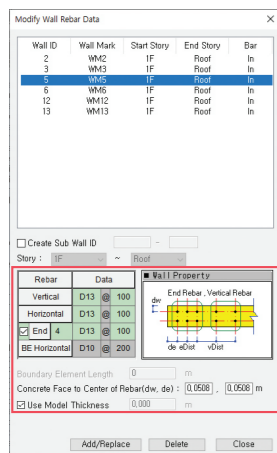 Modify Wall Rebar Data ×
Wall ID Wall Mark Start Story End Story Bar
2 WM2 1F Roof In
3 WM3 1F Roof In
5 WM5 1F Roof In
6 WM6 1F Roof In
12 WM12 1F Roof In
13 WM13 1F Roof In
Create Sub Wall ID -
Story : 1F ~ Roof
Rebar Data
Vertical D13 @ 100
Horizontal D13 @ 100
End 4 D13 @ 100
BE Horizontal D10 @ 200
■ Wall Property
End Rebar , Vertical Rebar
dw
de eDist vDist
Boundary Element Length 0 m
Concrete Face to Center of Rebar(dw, de) : 0,0508 , 0,0508 m
Use Model Thickness 0,000 m
Add/Replace Delete Close